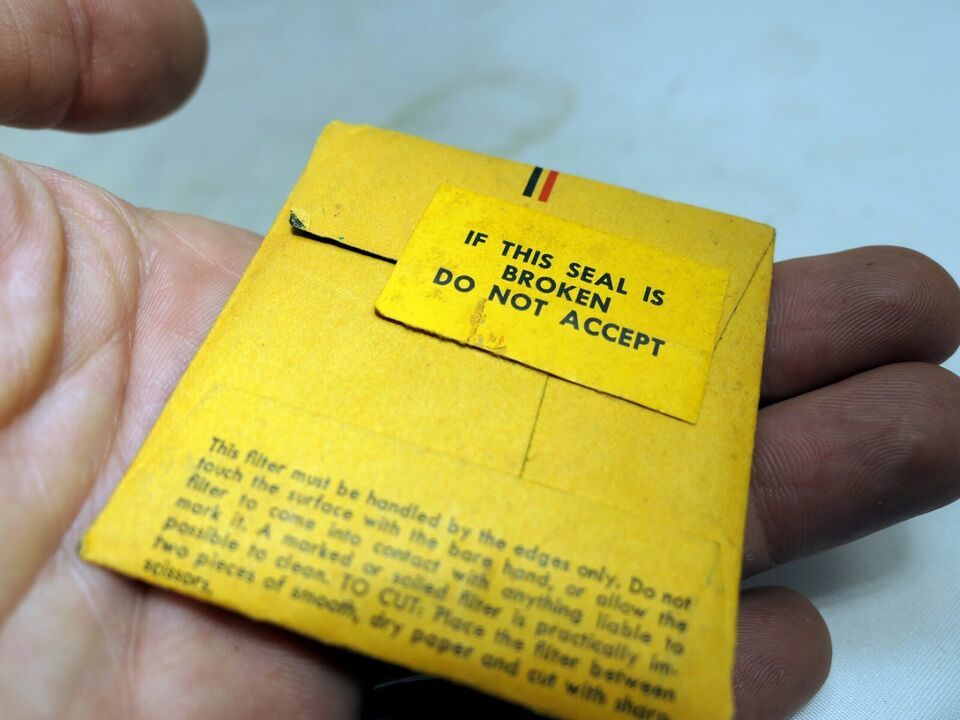 IF THIS SEAL IS
BROKEN
DO NOT ACCEPT
This filter must be handled by the edges only. Do not
touch the surface with the bare hand, or allow the
filter to come into contact with anything liable to
mark it. A marked or soiled filter is practically im-
possible to clean. TO CUT: Place the filter between
two pieces of smooth, dry paper and cut with sharp
scissors.